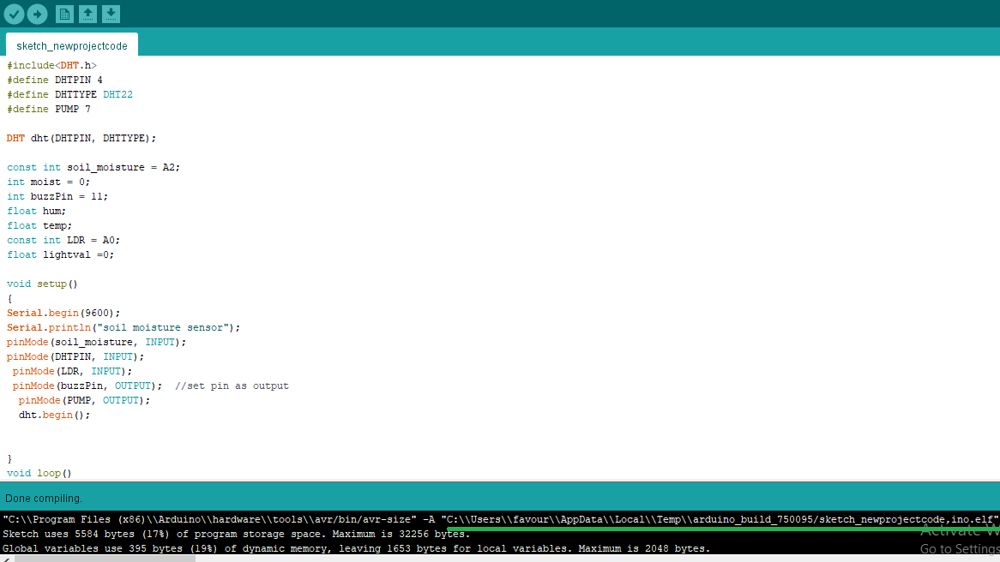 sketch_newprojectcode
#include<DHT.h>
#define DHTPIN 4
#define DHTTYPE DHT22
#define PUMP 7
DHT dht(DHTPIN, DHTTYPE);
const int soil_moisture = A2;
int moist = 0;
int buzzPin = 11;
float hum;
float temp;
const int LDR = A0;
float lightval =0;
void setup()
{
Serial.begin(9600);
Serial.println("soil moisture sensor");
pinMode(soil_moisture, INPUT);
pinMode(DHTPIN, INPUT);
pinMode(LDR, INPUT);
pinMode(buzzPin, OUTPUT);  //set pin as output
pinMode(PUMP, OUTPUT);
dht.begin();
}
void loop()
Done compiling.
"C:\\Program Files (x86)\\Arduino\\hardware\\tools\\avr/bin/avr-size" -A "C:\\Users\\favour\\AppData\\Local\\Temp\\arduino_build_750095/sketch_newprojectcode,ino.elf"
Sketch uses 5584 bytes (17%) of program storage space. Maximum is 32256 bytes.
Global variables use 395 bytes (19%) of dynamic memory, leaving 1653 bytes for local variables. Maximum is 2048 bytes.
Activate W
Go to Settings